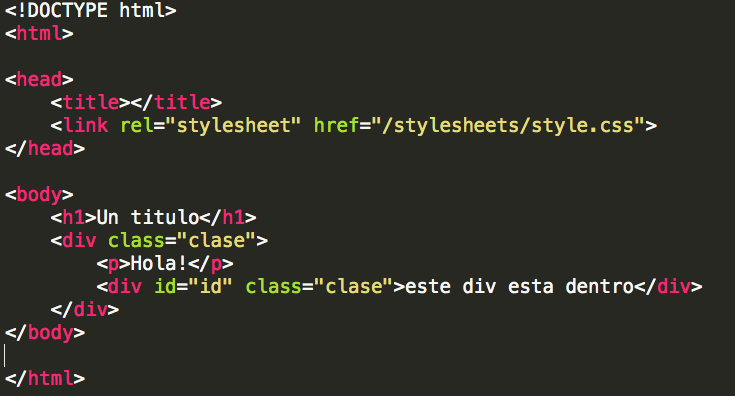 <!DOCTYPE html>
<html>
<head>
<title></title>
<link rel="stylesheet" href="/stylesheets/style.css">
</head>
<body>
<h1>Un titulo</h1>
<div class="clase">
<p>Hola!</p>
<div id="id" class="clase">este div esta dentro</div>
</div>
</body>
</html>